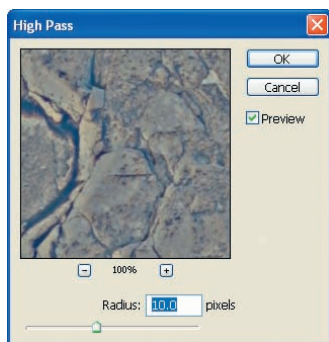 High Pass
OK
Cancel
Preview
100%
Radius: 10.0 pixels